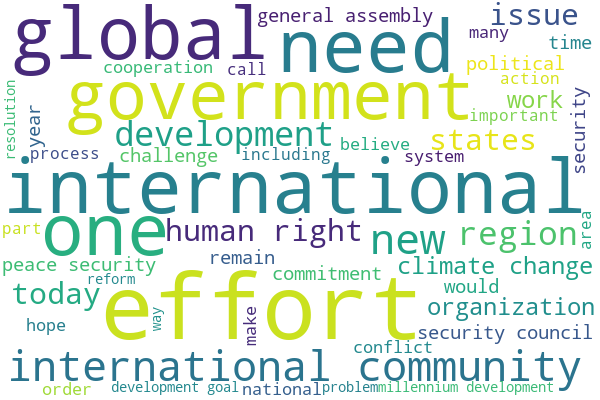 global
need
general assembly
issue
many
time
cooperation
call
political
action
government
work
important
resolution
year
development
states
security
process
challenge
including
believe
system
international
one
human right
new
region
area
part
peace security
remain
commitment
climate change
would
today
reform
effort
organization
hope
way
make
security council
conflict
international community
order
development goal
national
problem
millennium development